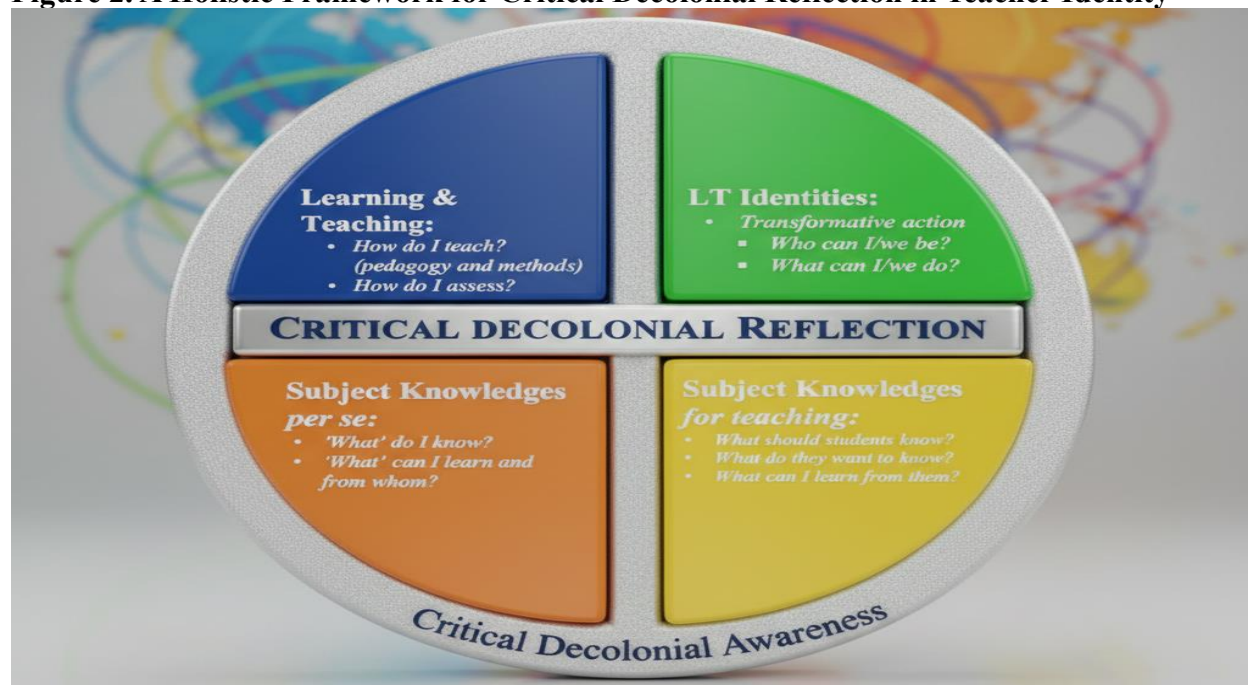 Figure 2. A Holistic Framework for Critical Decolonial Reflection in Teacher Identity
Learning &
Teaching:
• How do I teach?
(pedagogy and methods)
• How do I assess?
LT Identities:
• Transformative action
▪ Who can I/we be?
▪ What can I/we do?
CRITICAL DECOLONIAL REFLECTION
Subject Knowledges
per se:
• 'What' do I know?
• 'What' can I learn and
from whom?
Subject Knowledges
for teaching:
• What should students know?
• What do they want to know?
• What can I learn from them?
Critical Decolonial Awareness